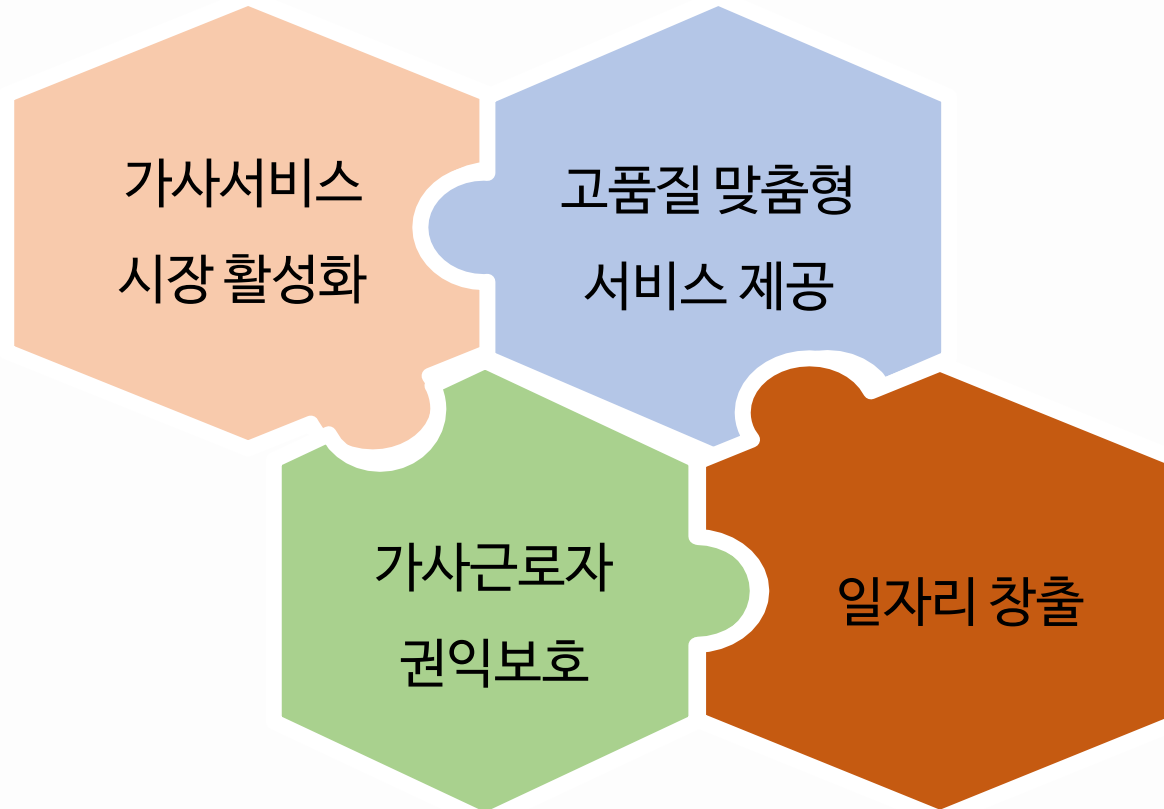 가사서비스
시장 활성화
고품질 맞춤형
서비스 제공
가사근로자
권익보호
일자리 창출